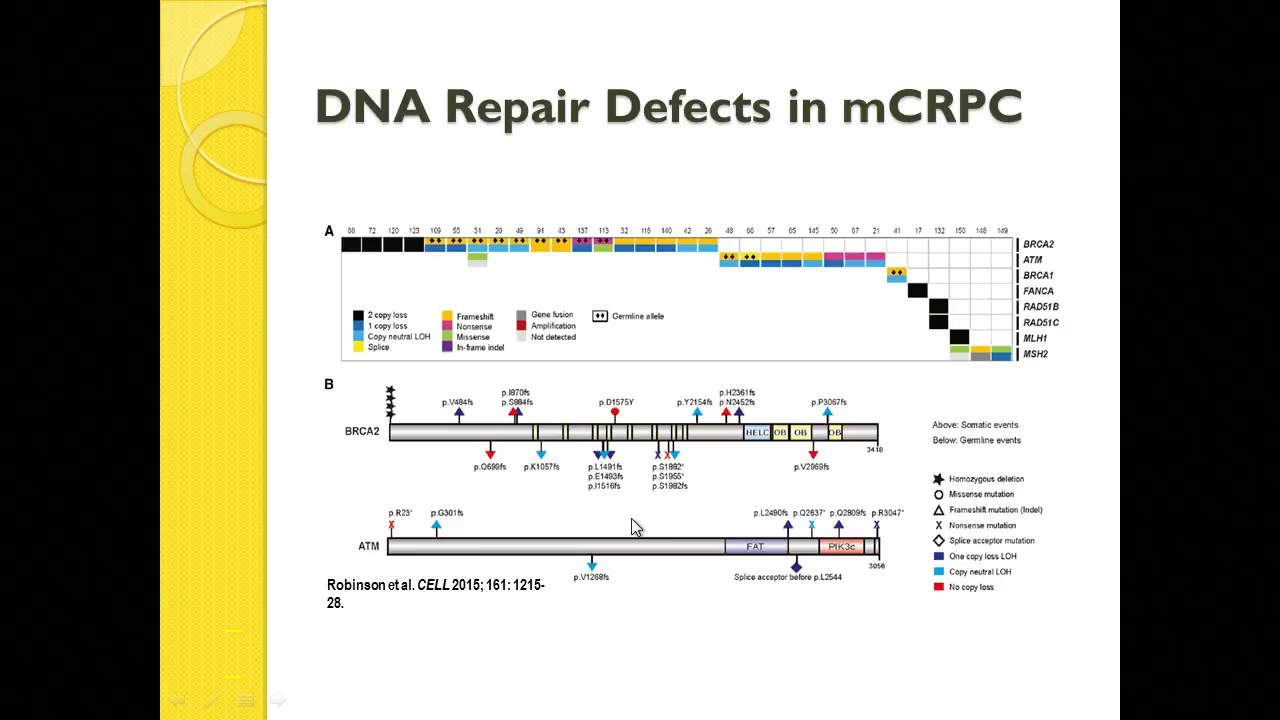 DNA Repair Defects in mCRPC
A
88 72 120 123 109 55 31 20 49 91 43 137 113 32 118 140 42 26 48 66 57 65 145 50 67 21 41 17 132 150 148 149
BRCA2
ATM
BRCA1
FANCA
RAD51B
RAD51C
MLH1
MSH2
2 copy loss
1 copy loss
Copy neutral LOH
Splice
Frameshift
Nonsense
Missense
In-frame indel
Gene fusion
Amplification
Not detected
Germline allele
B
p.I870fs
p.H2361fs
p.V484fs
p.S884fs
p.D1575Y
p.Y2154fs
p.N2452fs
p.P3067fs
BRCA2
HELC
OB
OB
OB
3418
p.Q699fs
p.K1057fs
p.L1491fs
p.E1493fs
p.I1516fs
p.S1882*
p.S1955*
p.S1982fs
p.V2969fs
p.R23*
p.G301fs
p.L2490fs
p.Q2637*
p.Q2809fs
p.R3047*
ATM
FAT
PIK3c
3056
p.V1268fs
Splice acceptor before p.L2544
Above: Somatic events
Below: Germline events
Homozygous deletion
Missense mutation
Frameshift mutation (Indel)
Nonsense mutation
Splice acceptor mutation
One copy loss LOH
Copy neutral LOH
No copy loss
Robinson et al. CELL 2015; 161: 1215-
28.